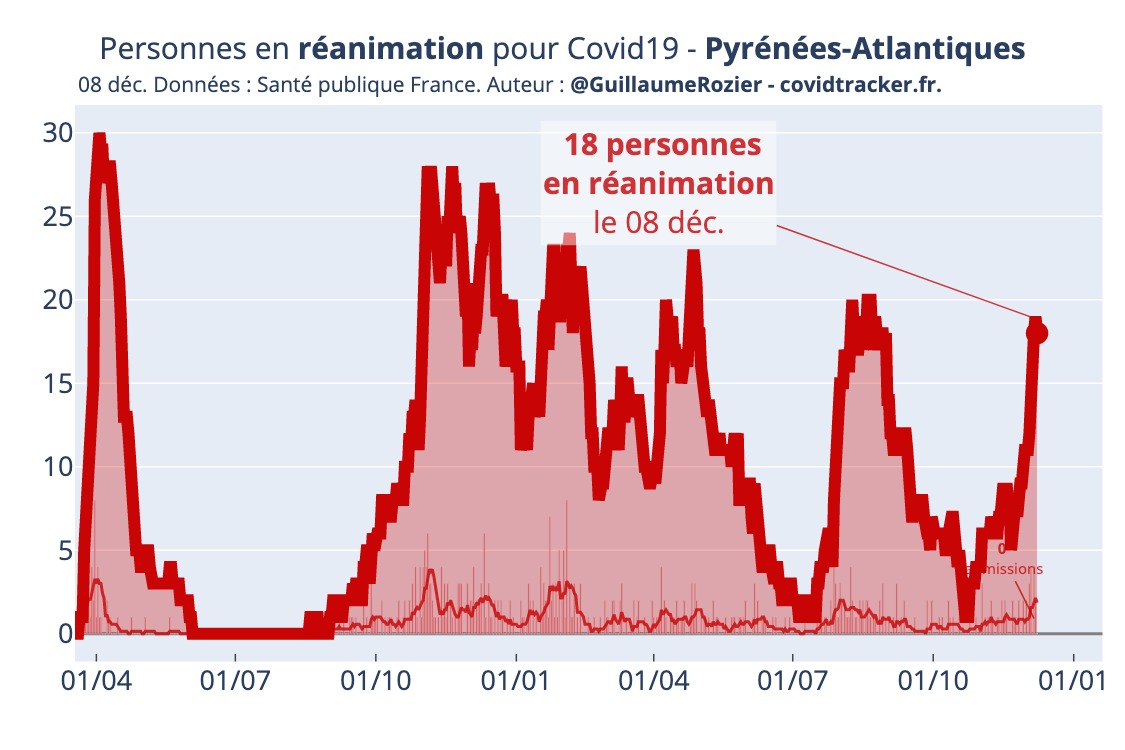 Personnes en réanimation pour Covid19 - Pyrénées-Atlantiques
08 déc. Données : Santé publique France. Auteur : @GuillaumeRozier - covidtracker.fr.
18 personnes
en réanimation
le 08 déc.
30
25
20
15
10
5
0
0
admissions
01/04
01/07
01/10
01/01
01/04
01/07
01/10
01/01